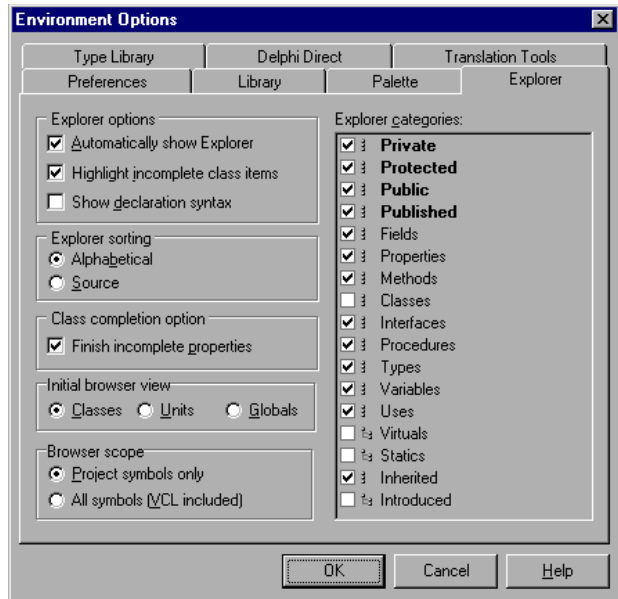 Environment Options
Type Library
Delphi Direct
Translation Tools
Preferences
Library
Palette
Explorer
Explorer options
Automatically show Explorer
Highlight incomplete class items
Show declaration syntax
Explorer sorting
Alphabetical
Source
Class completion option
Finish incomplete properties
Initial browser view
Classes
Units
Globals
Browser scope
Project symbols only
All symbols (VCL included)
Explorer categories:
Private
Protected
Public
Published
Fields
Properties
Methods
Classes
Interfaces
Procedures
Types
Variables
Uses
Virtuals
Statics
Inherited
Introduced
OK
Cancel
Help